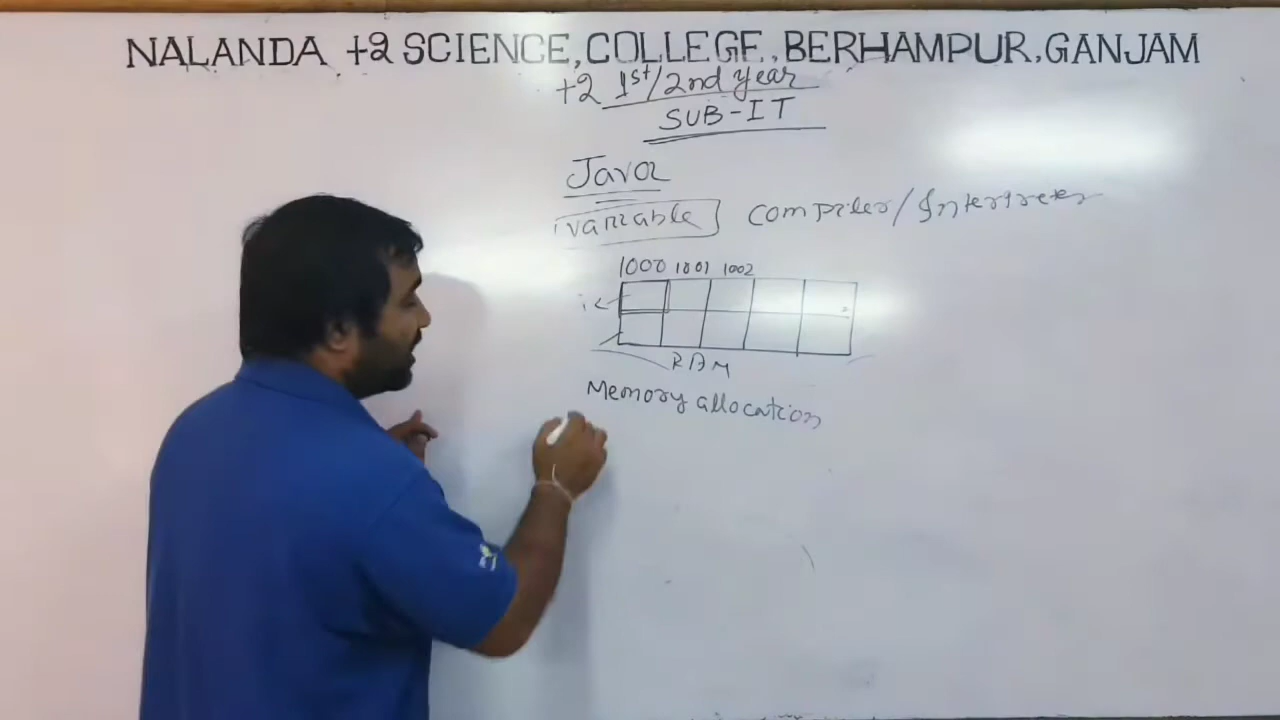 NALANDA +2 SCIENCE, COLLEGE, BERHAMPUR, GANJAM
+2 1st/2nd year
SUB-IT
Java
variable compiler/Interpreter
1000 1001 1002
i
RAM
Memory allocation